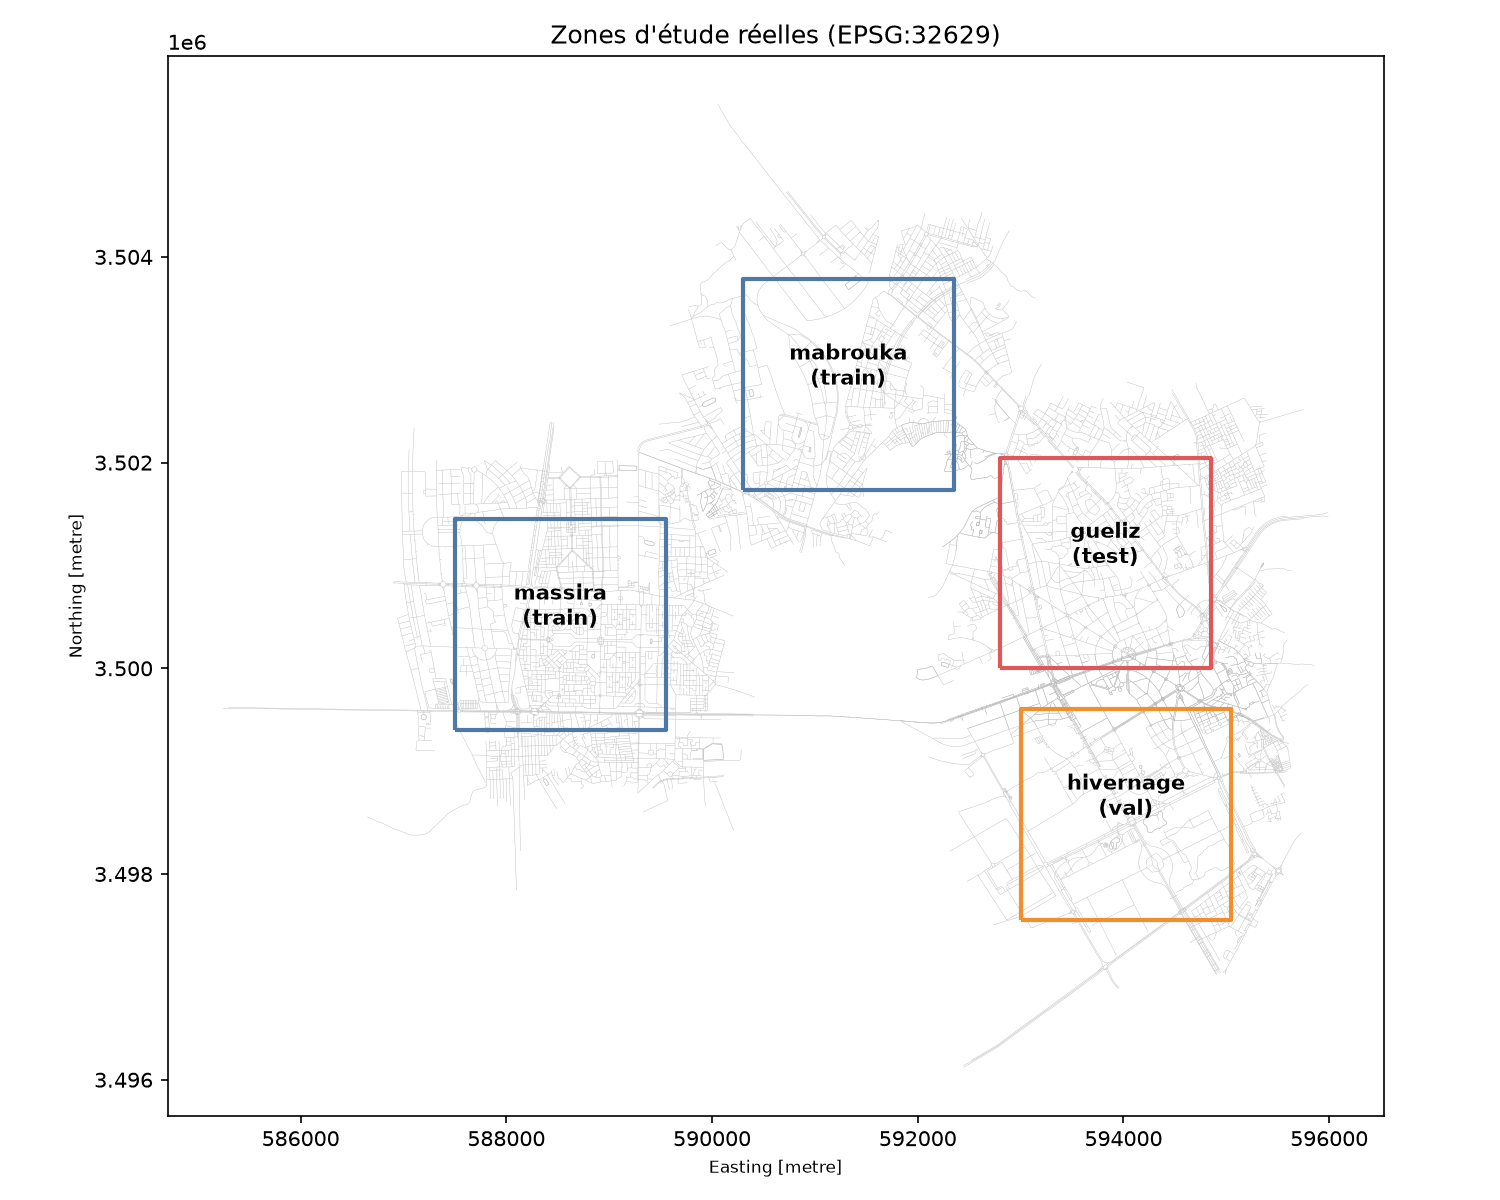 Zones d'étude réelles (EPSG:32629)
1e6
3.504
3.502
3.500
3.498
3.496
Northing [metre]
mabrouka
(train)
gueliz
(test)
massira
(train)
hivernage
(val)
586000
588000
590000
592000
594000
596000
Easting [metre]